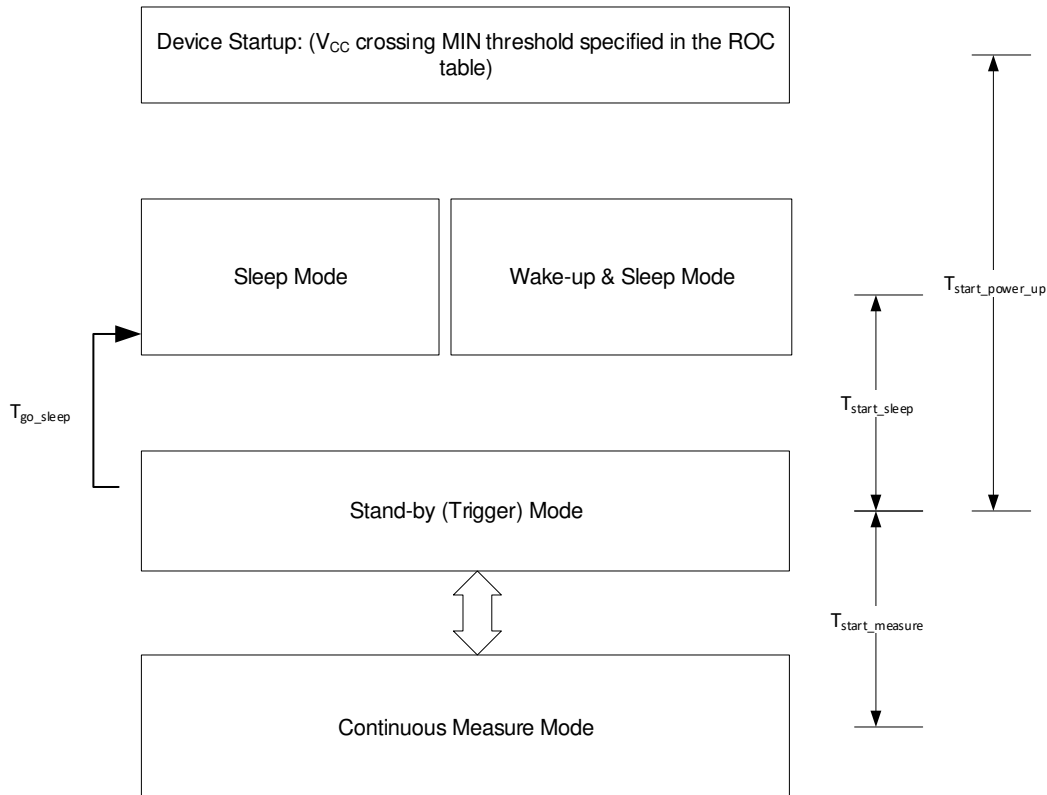 Device Startup: (VCC crossing MIN threshold specified in the ROC
table)
Sleep Mode
Wake-up & Sleep Mode
Tstart_power_up
Tgo_sleep
Tstart_sleep
Stand-by (Trigger) Mode
Tstart_measure
Continuous Measure Mode